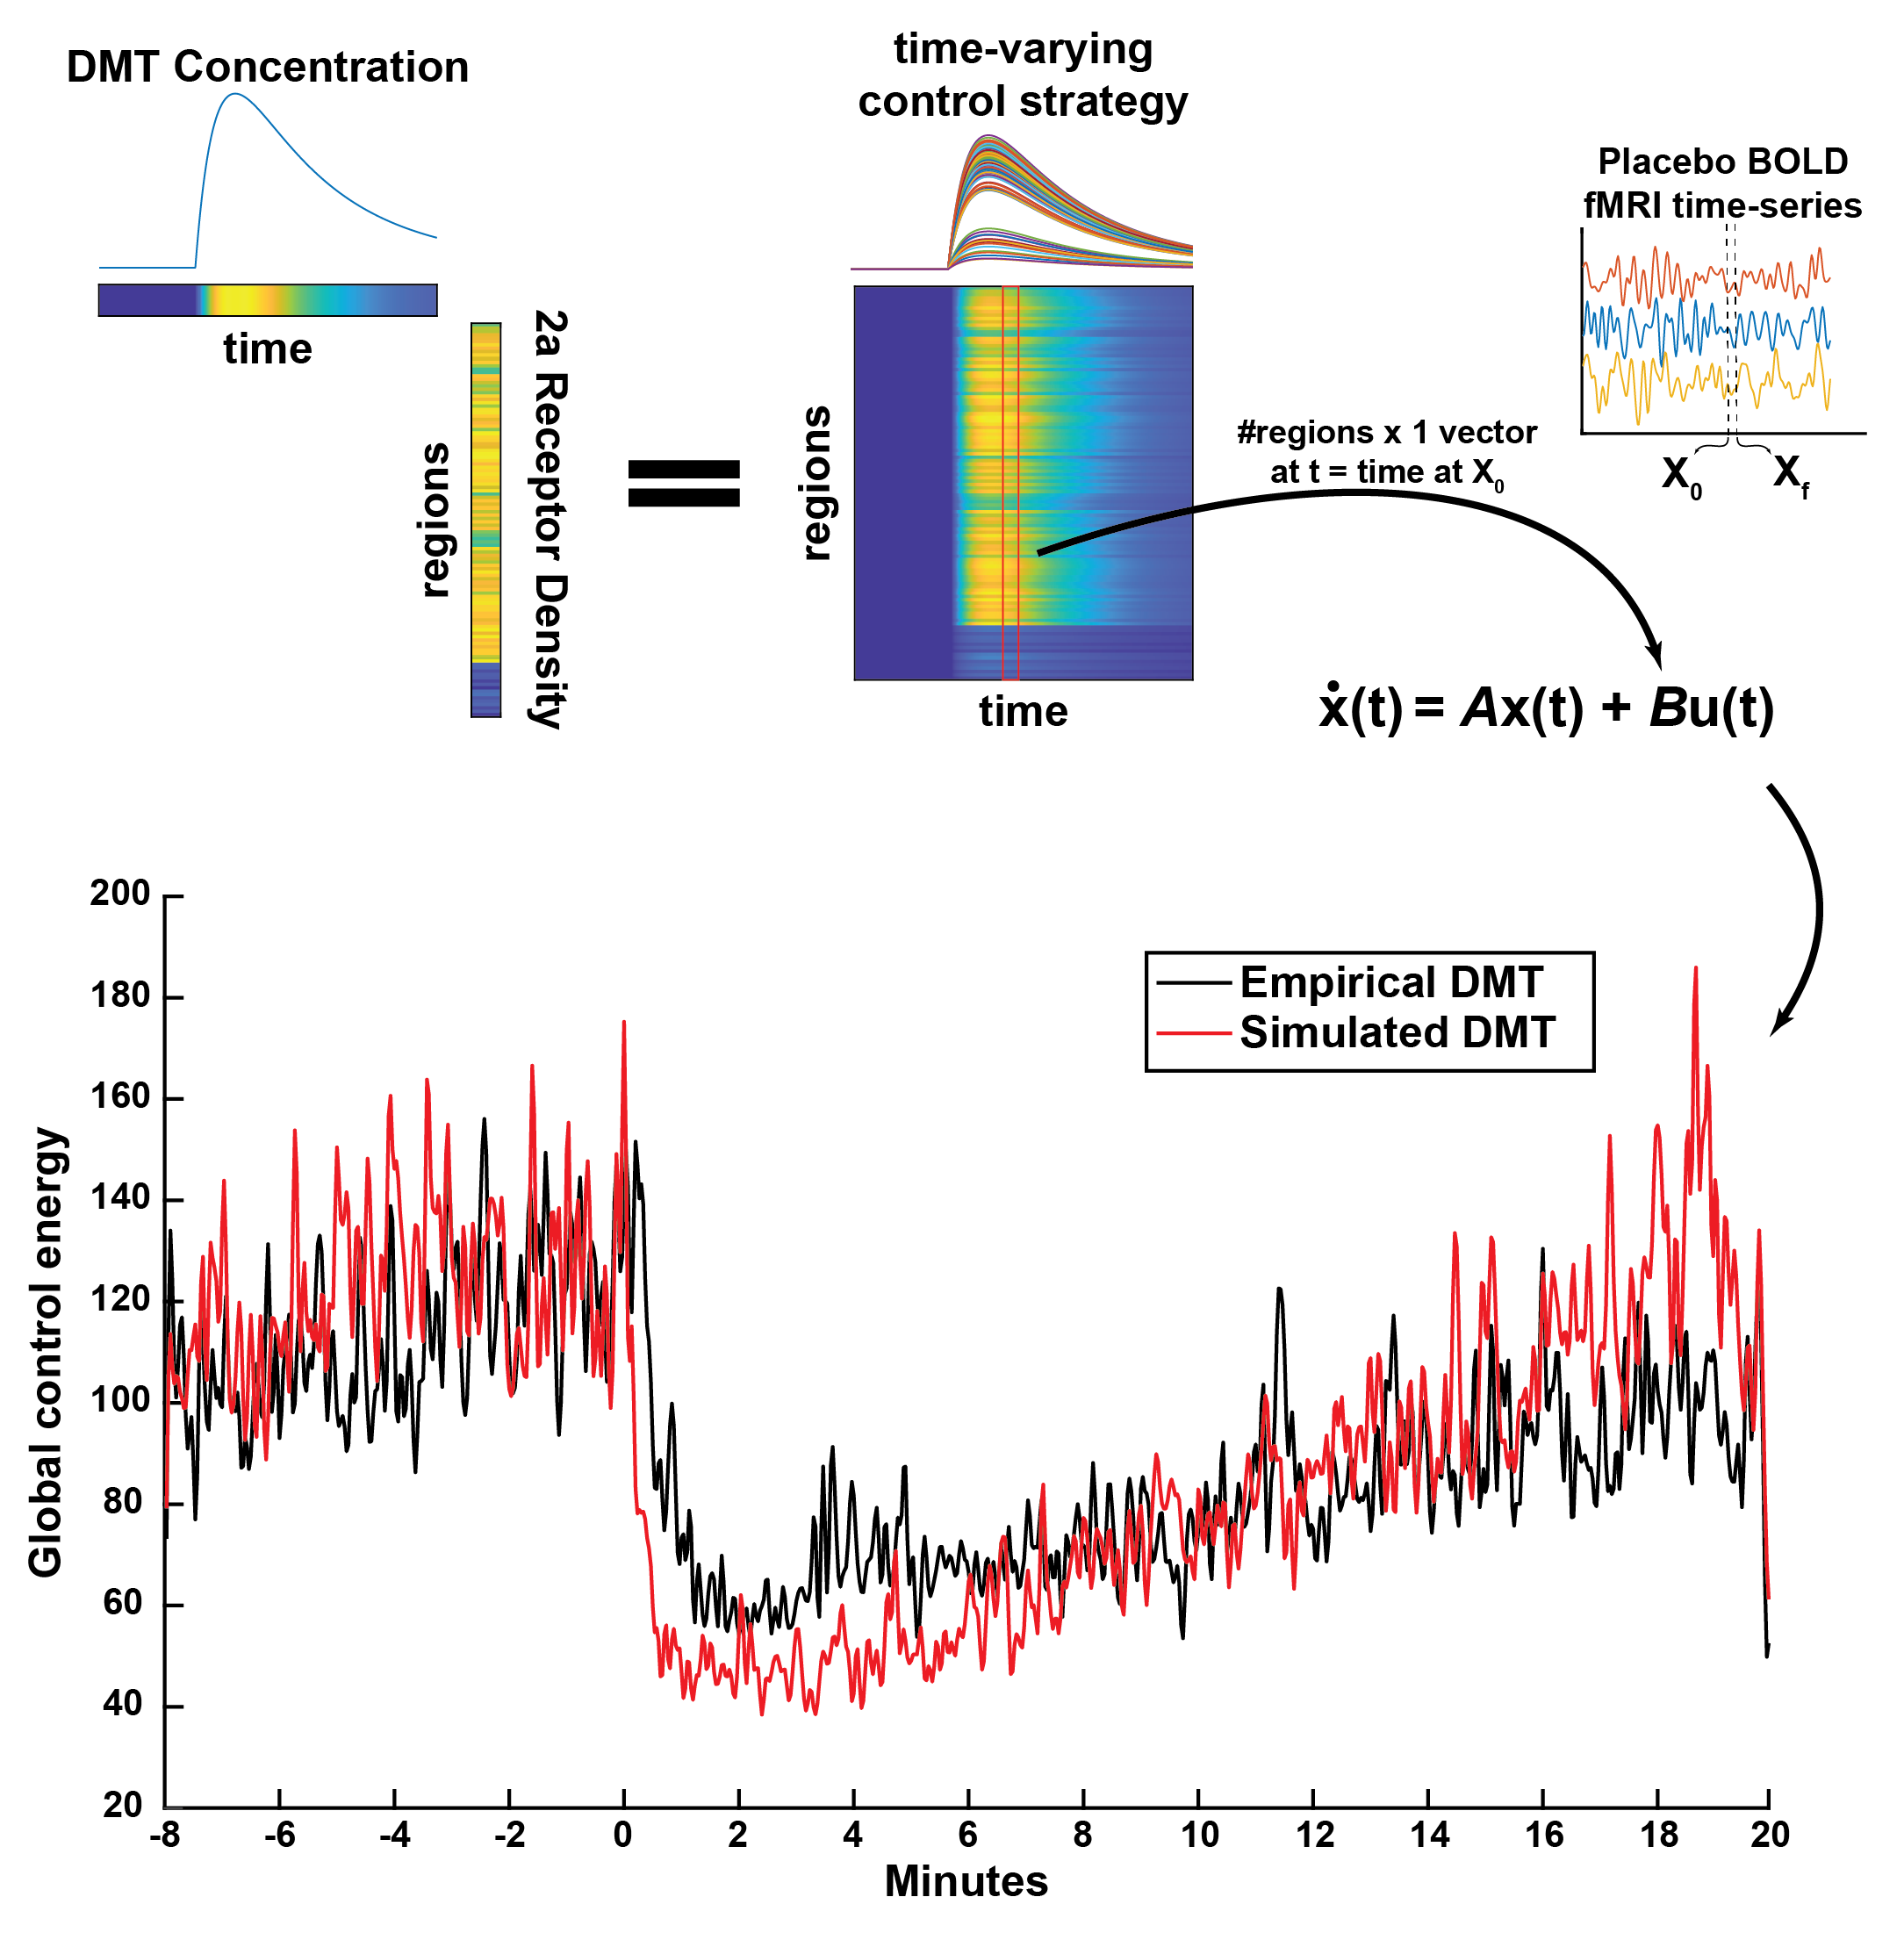 DMT Concentration
time
regions
2a Receptor Density
=
time-varying
control strategy
regions
time
#regions x 1 vector
at t = time at X₀
Placebo BOLD
fMRI time-series
X₀
X_f
ẋ(t) = Ax(t) + Bu(t)
Global control energy
200
180
160
140
120
100
80
60
40
20
Empirical DMT
Simulated DMT
-8 -6 -4 -2 0 2 4 6 8 10 12 14 16 18 20
Minutes